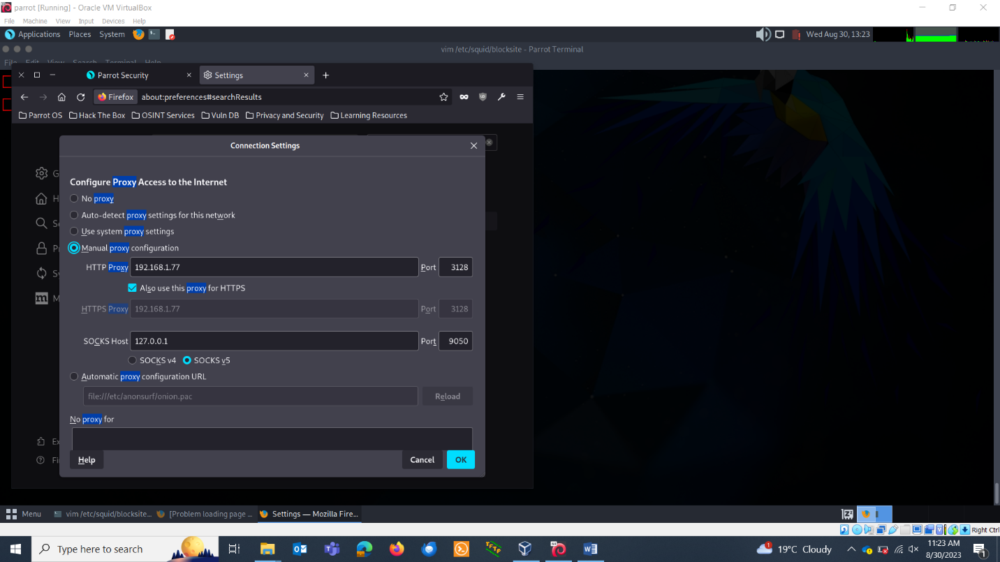 parrot [Running] - Oracle VM VirtualBox
File Machine View Input Devices Help
Applications Places System Wed Aug 30, 13:23
vim /etc/squid/blocksite - Parrot Terminal
File Edit View Search Terminal Help
Parrot Security Settings
Firefox about:preferences#searchResults
Parrot OS Hack The Box OSINT Services Vuln DB Privacy and Security Learning Resources
Connection Settings
Configure Proxy Access to the Internet
No proxy
Auto-detect proxy settings for this network
Use system proxy settings
Manual proxy configuration
HTTP Proxy 192.168.1.77 Port 3128
Also use this proxy for HTTPS
HTTPS Proxy 192.168.1.77 Port 3128
SOCKS Host 127.0.0.1 Port 9050
SOCKS v4 SOCKS v5
Automatic proxy configuration URL
file:///etc/anonsurf/onion.pac Reload
No proxy for
Help Cancel OK
Menu vim /etc/squid/blocksite... [Problem loading page ... Settings — Mozilla Fire...
Right Ctrl
Type here to search 19°C Cloudy 11:23 AM
8/30/2023